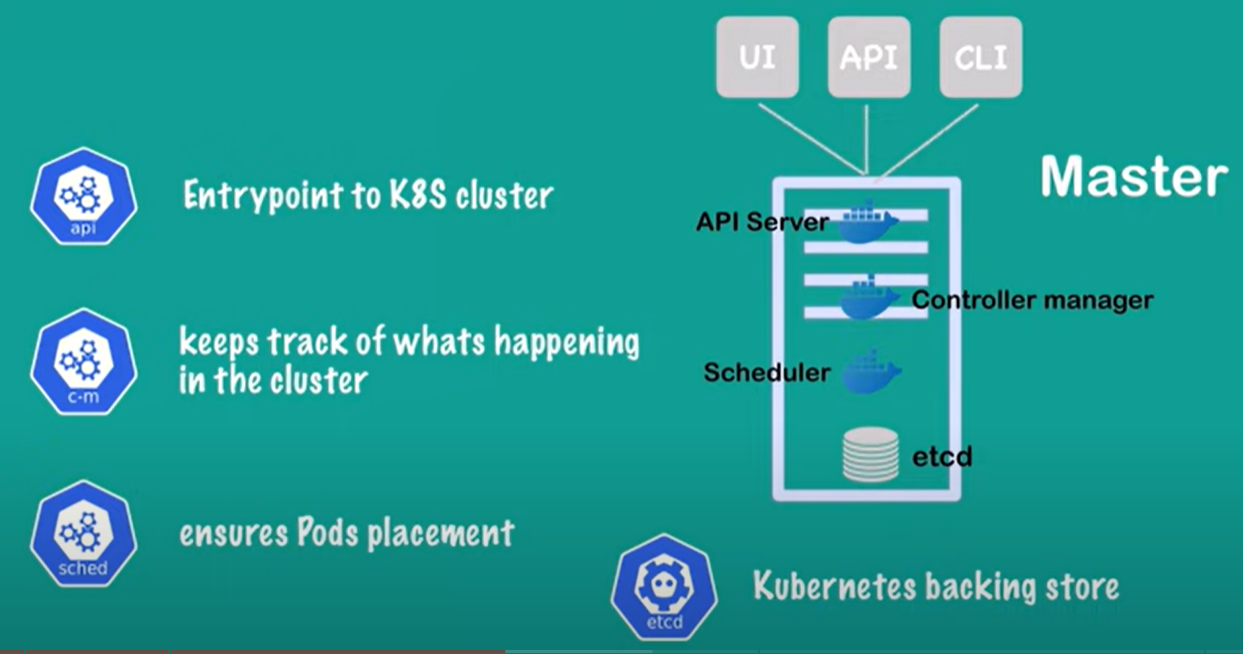 UI API CLI
Master
api
Entrypoint to K8S cluster
API Server
Controller manager
c-m
keeps track of whats happening
in the cluster
Scheduler
etcd
sched
ensures Pods placement
etcd
Kubernetes backing store